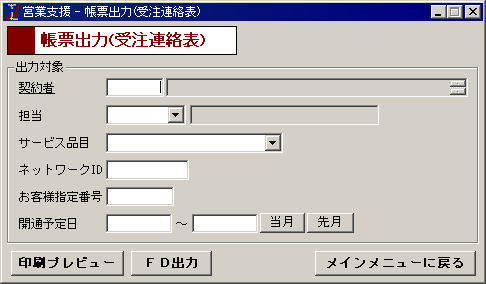 営業支援 - 帳票出力(受注連絡表)
帳票出力(受注連絡表)
出力対象
契約者
担当
サービス品目
ネットワークID
お客様指定番号
開通予定日 ～ 当月 先月
印刷プレビュー ＦＤ出力 メインメニューに戻る